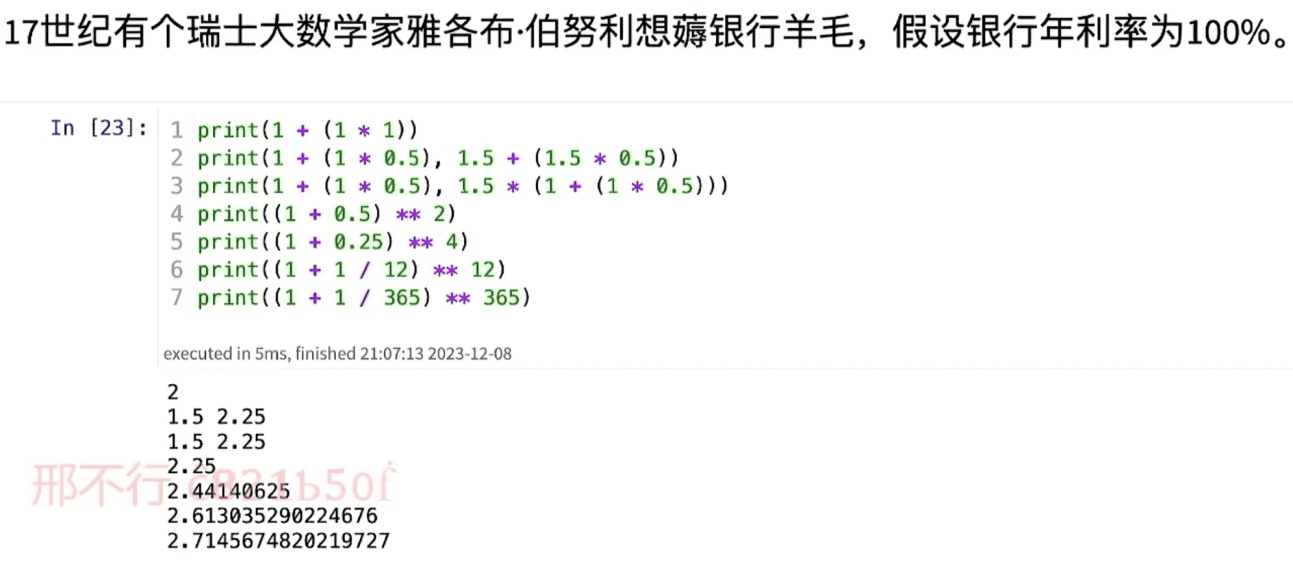 17世纪有个瑞士大数学家雅各布·伯努利想薅银行羊毛，假设银行年利率为100%。
In [23]:
1 print(1 + (1 * 1))
2 print(1 + (1 * 0.5), 1.5 + (1.5 * 0.5))
3 print(1 + (1 * 0.5), 1.5 * (1 + (1 * 0.5)))
4 print((1 + 0.5) ** 2)
5 print((1 + 0.25) ** 4)
6 print((1 + 1 / 12) ** 12)
7 print((1 + 1 / 365) ** 365)
executed in 5ms, finished 21:07:13 2023-12-08
2
1.5 2.25
1.5 2.25
2.25
邢不行
2.44140625
2.613035290224676
2.7145674820219727